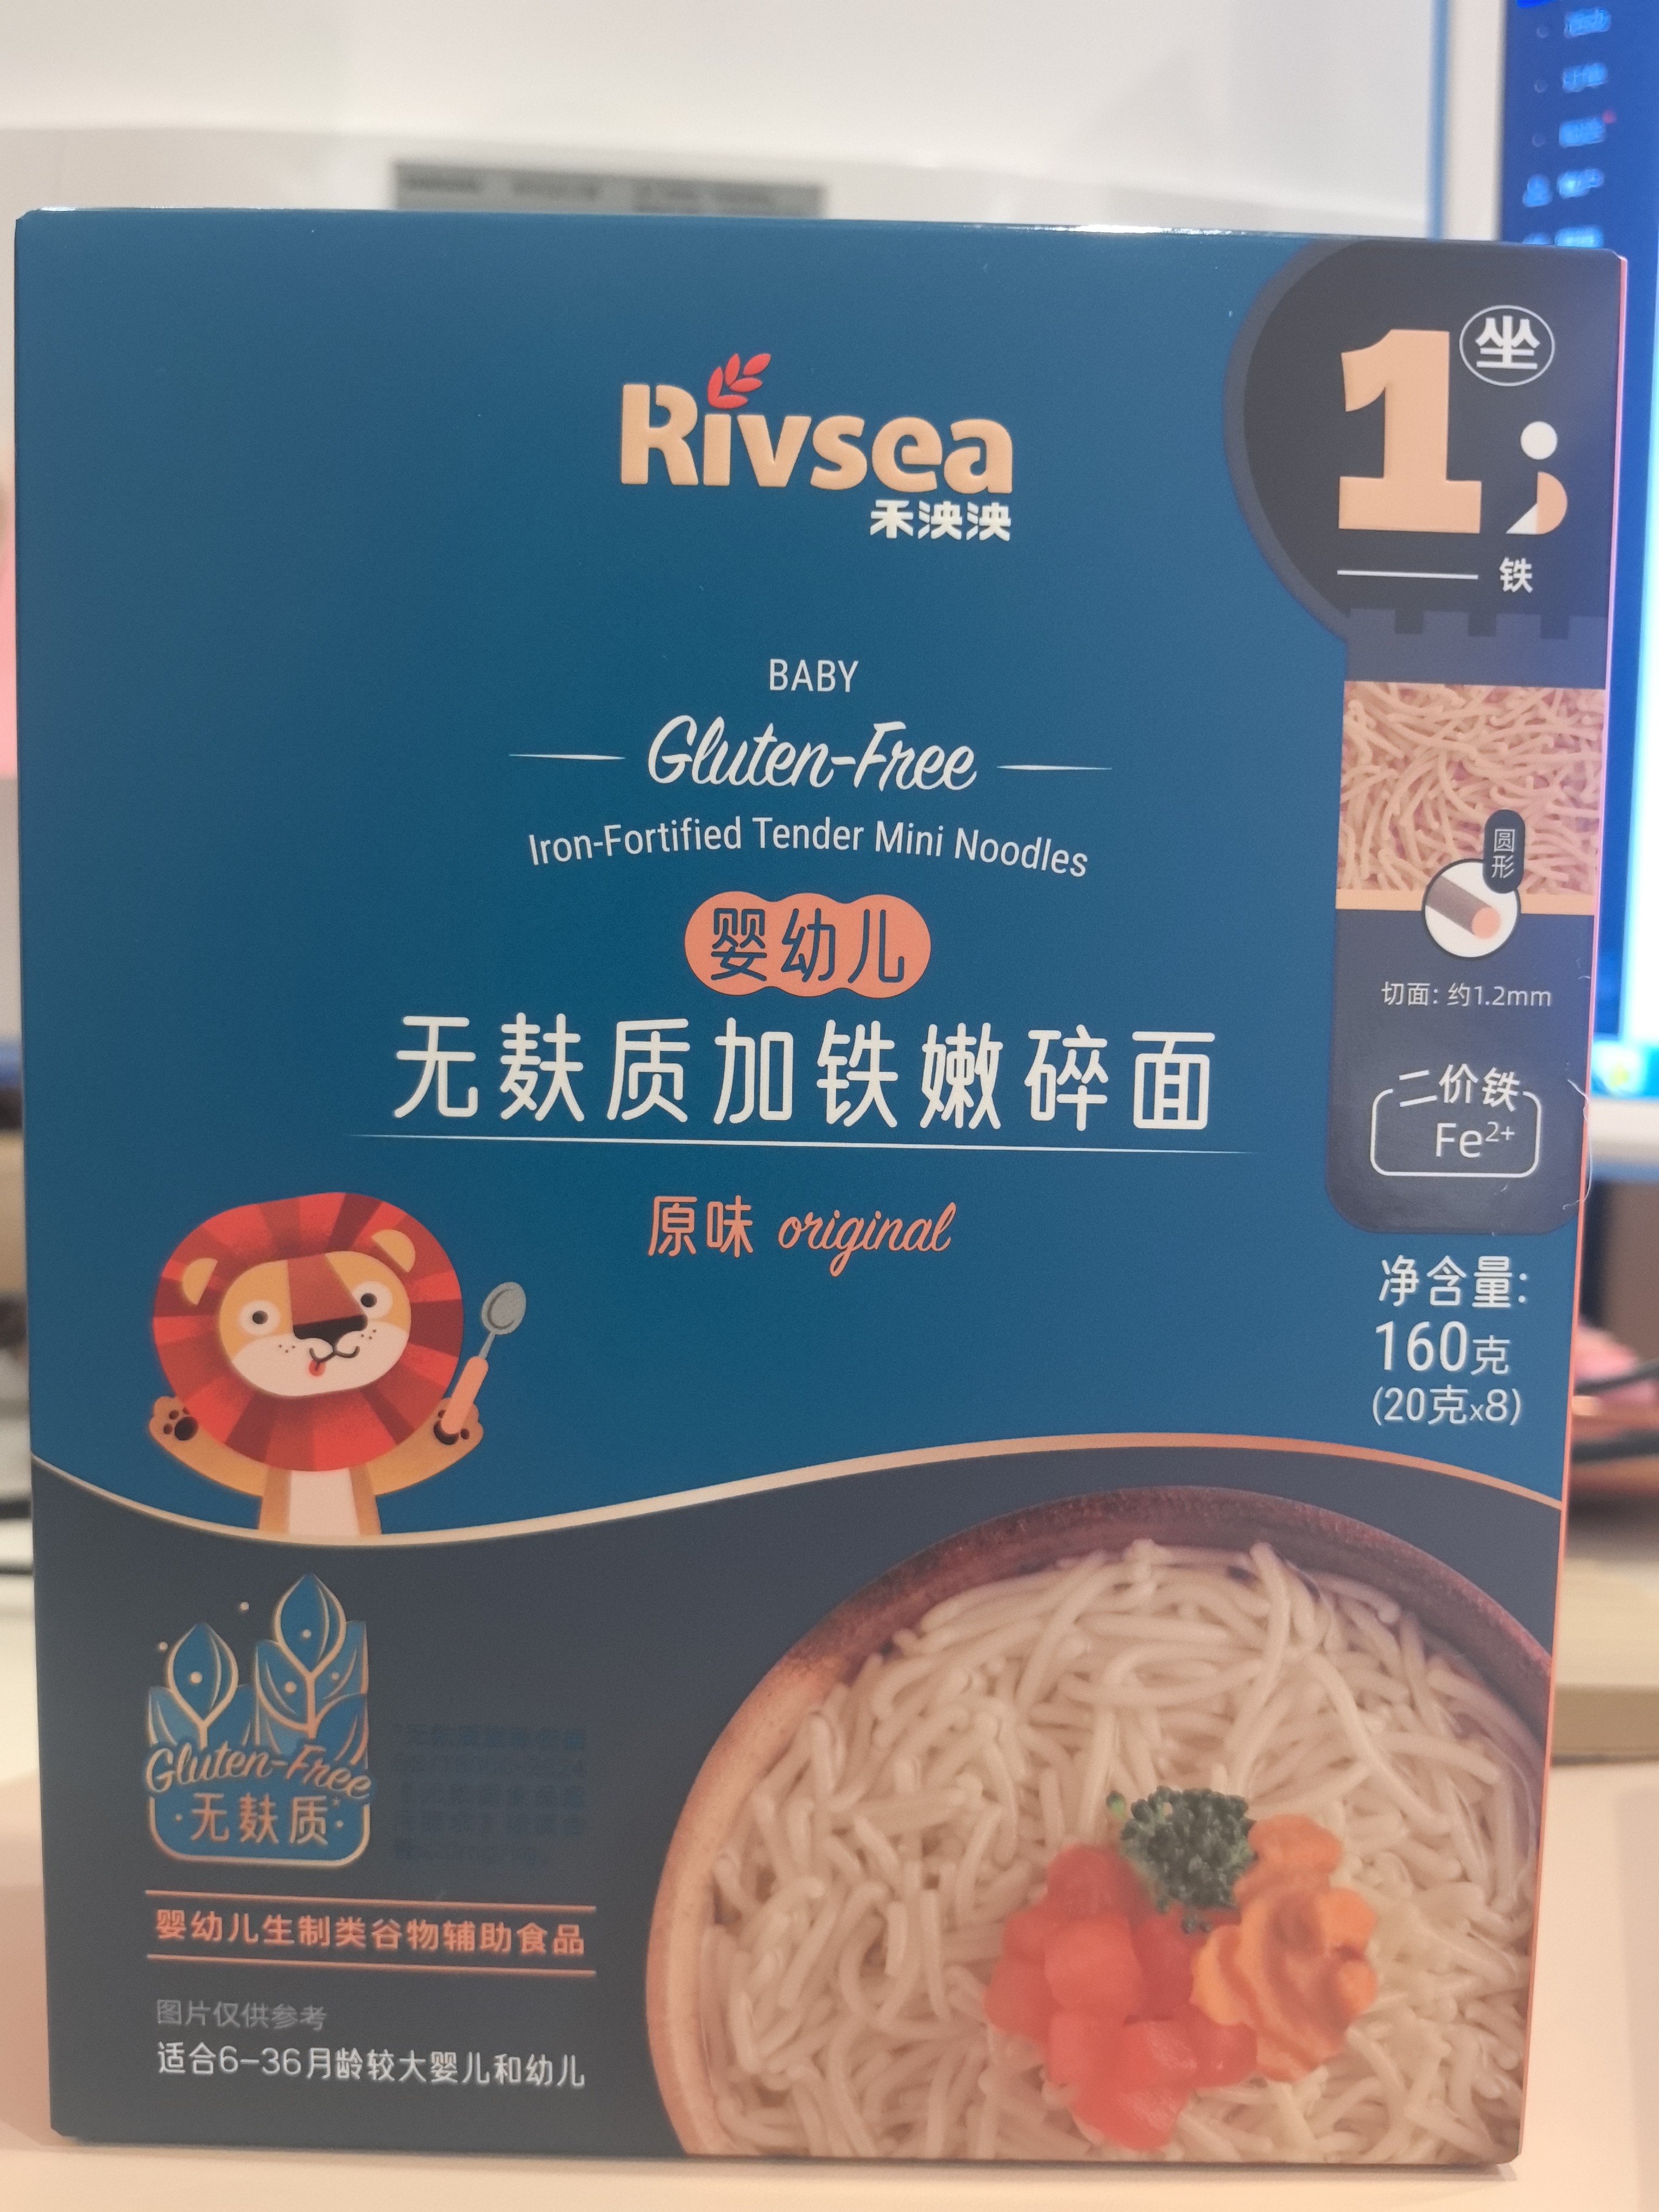 Rivsea
禾泱泱
1
坐
铁
BABY
Gluten-Free
Iron-Fortified Tender Mini Noodles
婴幼儿
无麸质加铁嫩碎面
原味 original
圆形
切面: 约1.2mm
二价铁
Fe²⁺
净含量:
160克
(20克x8)
Gluten-Free
·无麸质*·
婴幼儿生制类谷物辅助食品
图片仅供参考
适合6-36月龄较大婴儿和幼儿